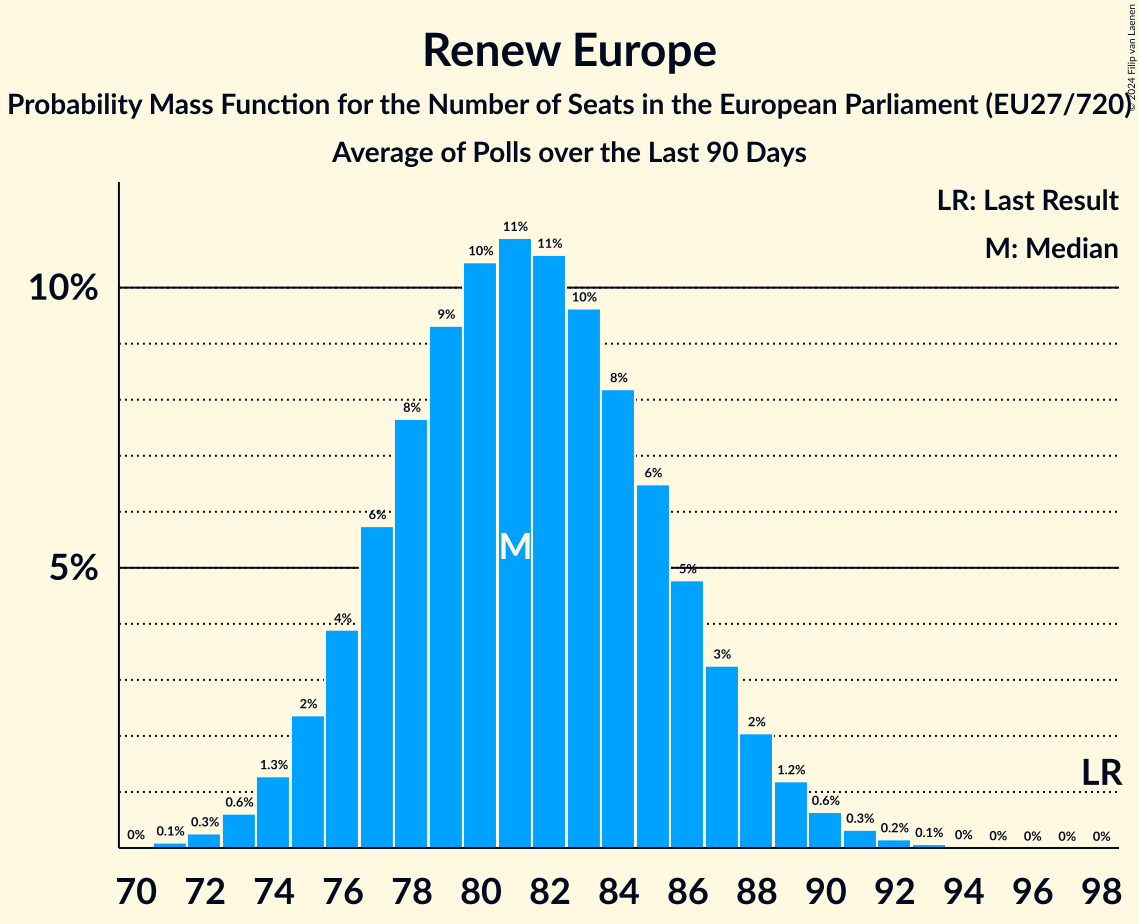 Renew Europe
Probability Mass Function for the Number of Seats in the European Parliament (EU27/720)
Average of Polls over the Last 90 Days
© 2024 Filip van Laenen
LR: Last Result
M: Median
10%
5%
0% 0.1% 0.3% 0.6% 1.3% 2% 4% 6% 8% 9% 10% 11% 11% 10% 8% 6% 5% 3% 2% 1.2% 0.6% 0.3% 0.2% 0.1% 0% 0% 0% 0% 0%
M
LR
70 72 74 76 78 80 82 84 86 88 90 92 94 96 98